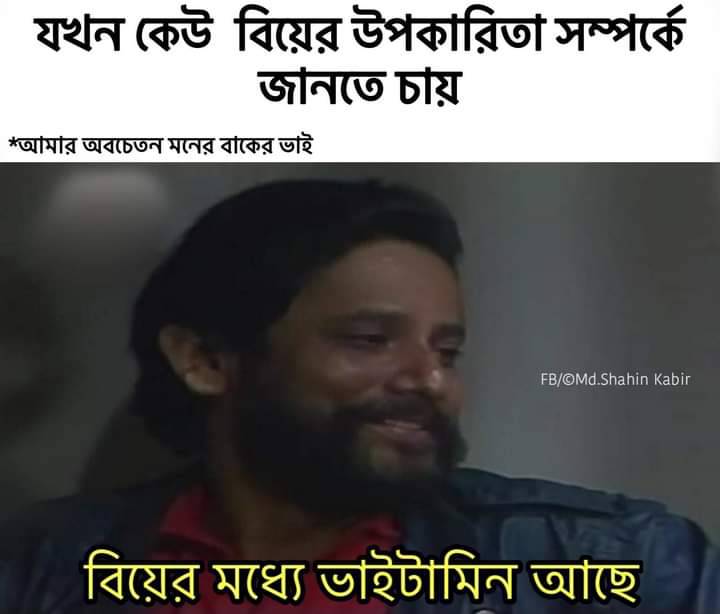 যখন কেউ বিয়ের উপকারিতা সম্পর্কে
জানতে চায়
*আমার অবচেতন মনের বাকের ভাই
FB/©Md.Shahin Kabir
বিয়ের মধ্যে ভাইটামিন আছে